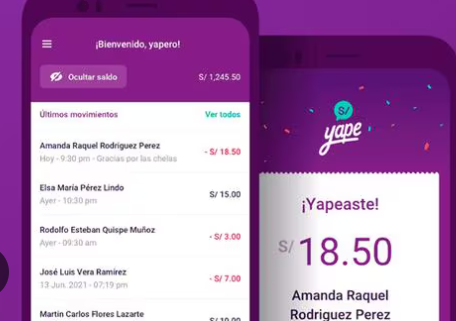 ¡Bienvenido, yapero!
Ocultar saldo
S/ 1,245.50
Últimos movimientos
Ver todos
Amanda Raquel Rodriguez Perez
Hoy - 9:30 pm - Gracias por las chelas
- S/ 18.50
Elsa María Pérez Lindo
Ayer - 10:30 pm
S/ 15.00
Rodolfo Esteban Quispe Muñoz
Ayer - 09:30 am
- S/ 3.00
José Luis Vera Ramirez
13 Jun. 2021 - 07:19 pm
- S/ 7.00
Martin Carlos Flores Lazarte
S/ 10.00
S/
yape
¡Yapeaste!
S/ 18.50
Amanda Raquel
Rodriguez Perez